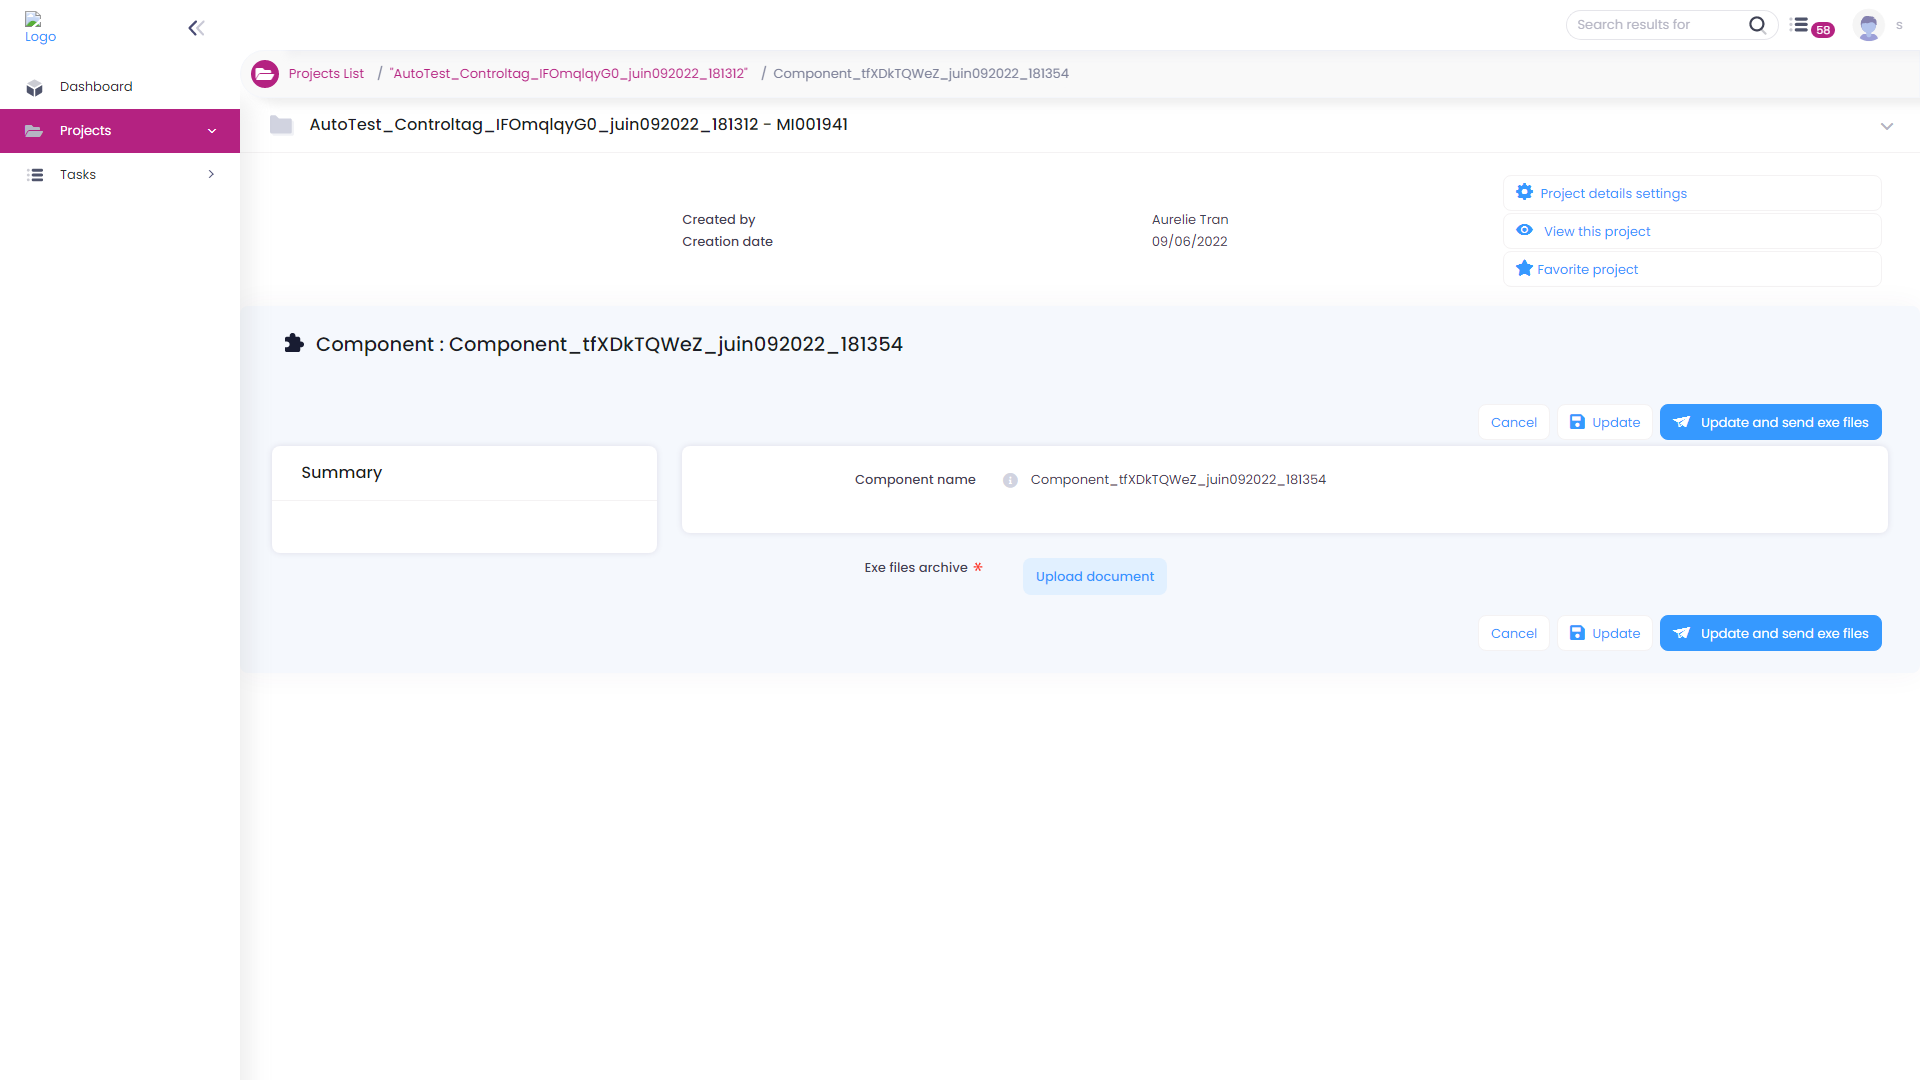 Logo
Search results for
58
s
Dashboard
Projects
Tasks
Projects List / "AutoTest_Controltag_IFOmqlqyG0_juin092022_181312" / Component_tfXDkTQWeZ_juin092022_181354
AutoTest_Controltag_IFOmqlqyG0_juin092022_181312 - MI001941
Created by Aurelie Tran
Creation date 09/06/2022
Project details settings
View this project
Favorite project
Component : Component_tfXDkTQWeZ_juin092022_181354
Cancel Update Update and send exe files
Summary
Component name Component_tfXDkTQWeZ_juin092022_181354
Exe files archive * Upload document
Cancel Update Update and send exe files